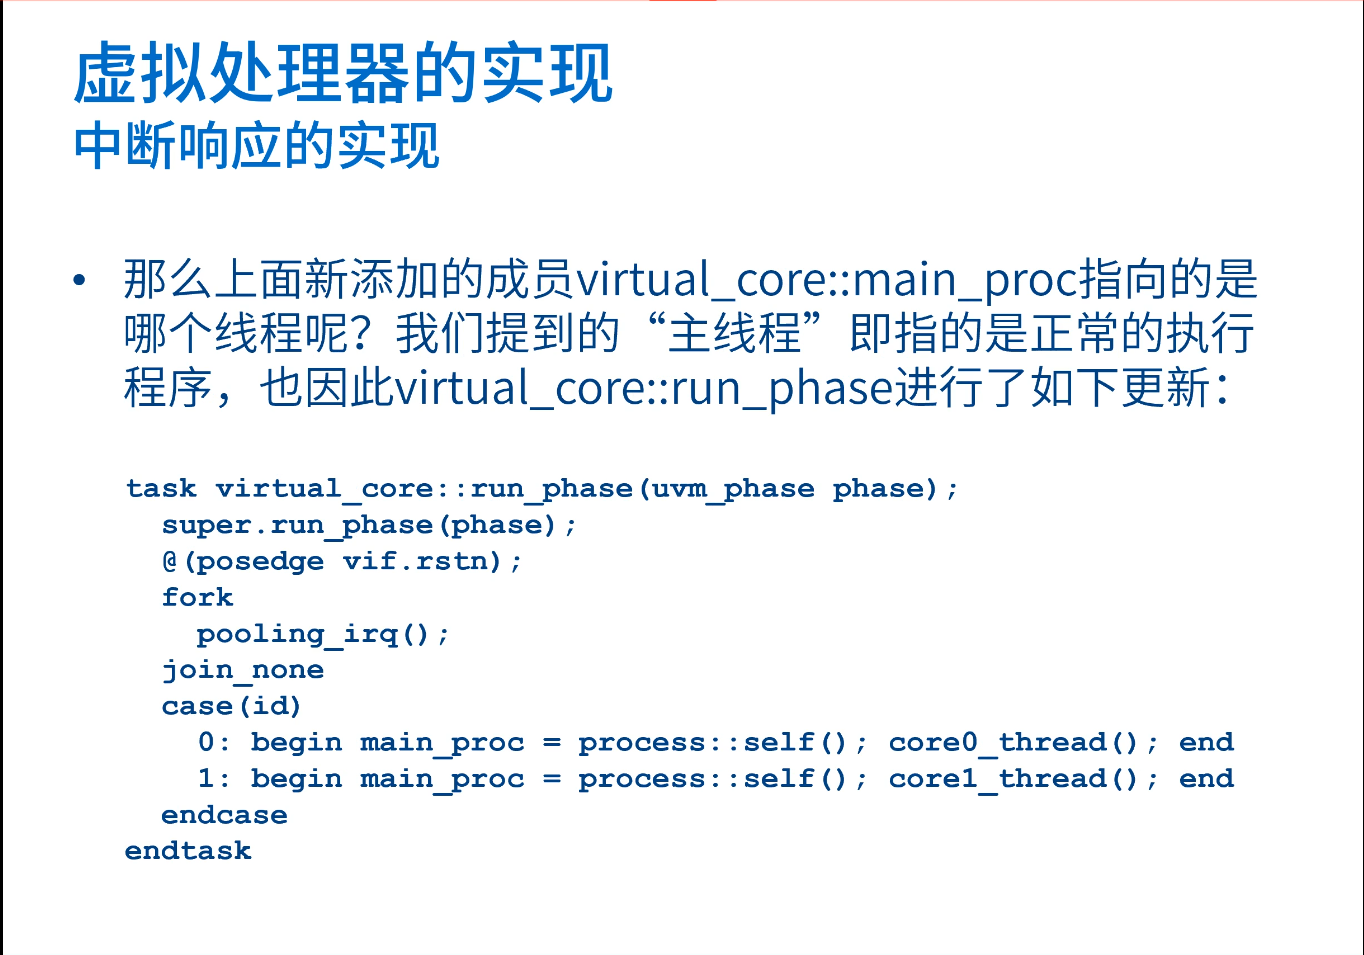 虚拟处理器的实现
中断响应的实现
• 那么上面新添加的成员virtual_core::main_proc指向的是
哪个线程呢？我们提到的“主线程”即指的是正常的执行
程序，也因此virtual_core::run_phase进行了如下更新：
task virtual_core::run_phase(uvm_phase phase);
  super.run_phase(phase);
  @(posedge vif.rstn);
  fork
    pooling_irq();
  join_none
  case(id)
    0: begin main_proc = process::self(); core0_thread(); end
    1: begin main_proc = process::self(); core1_thread(); end
  endcase
endtask